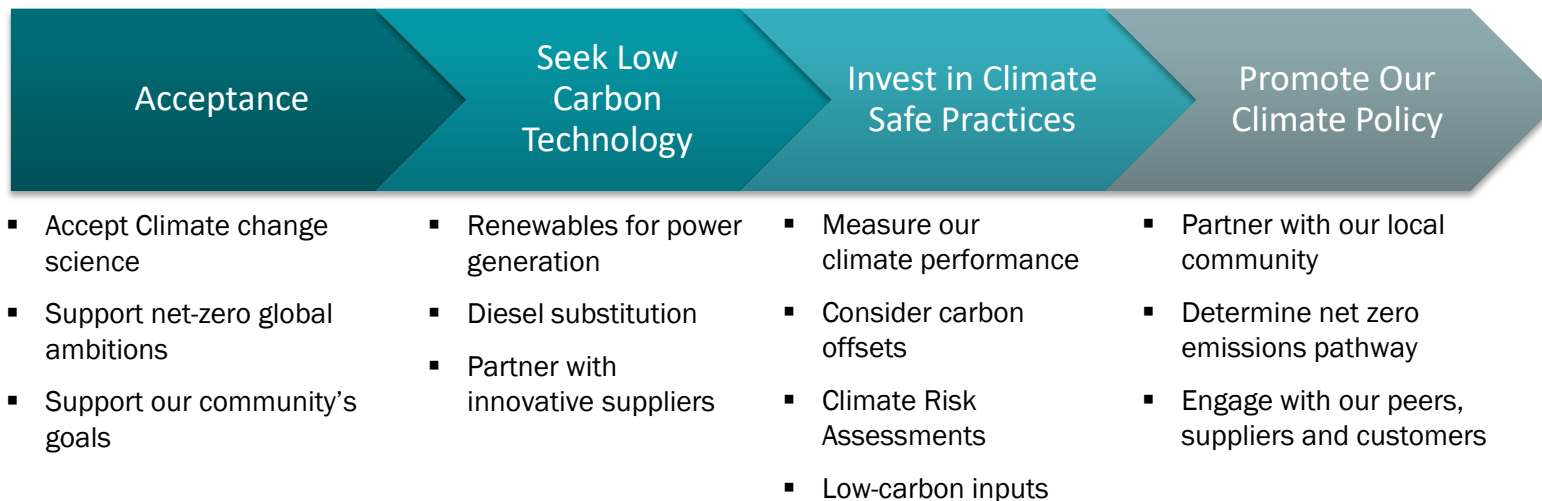 Acceptance
Seek Low
Carbon
Technology
Invest in Climate
Safe Practices
Promote Our
Climate Policy
▪ Accept Climate change
science
▪ Support net-zero global
ambitions
▪ Support our community’s
goals
▪ Renewables for power
generation
▪ Diesel substitution
▪ Partner with
innovative suppliers
▪ Measure our
climate performance
▪ Consider carbon
offsets
▪ Climate Risk
Assessments
▪ Low-carbon inputs
▪ Partner with our local
community
▪ Determine net zero
emissions pathway
▪ Engage with our peers,
suppliers and customers